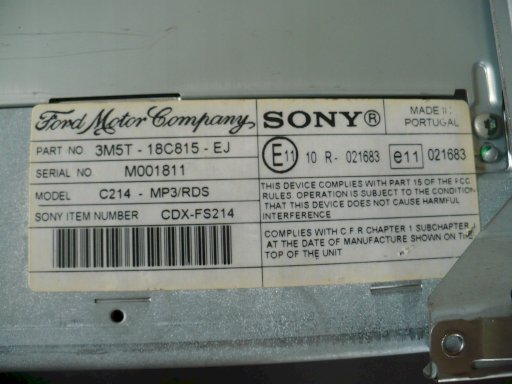 Ford Motor Company,
SONY®
MADE IN
PORTUGAL
PART NO 3M5T - 18C815 - EJ
SERIAL NO. M001811
MODEL C214 - MP3/RDS
SONY ITEM NUMBER CDX-FS214
E11 10 R- 021683 e11 021683
THIS DEVICE COMPLIES WITH PART 15 OF THE FCC
RULES OPERATION IS SUBJECT TO THE CONDITION
THAT THIS DEVICE DOES NOT CAUSE HARMFUL
INTERFERENCE
COMPLIES WITH C.F.R CHAPTER 1 SUBCHAPTER J
AT THE DATE OF MANUFACTURE SHOWN ON THE
TOP OF THE UNIT